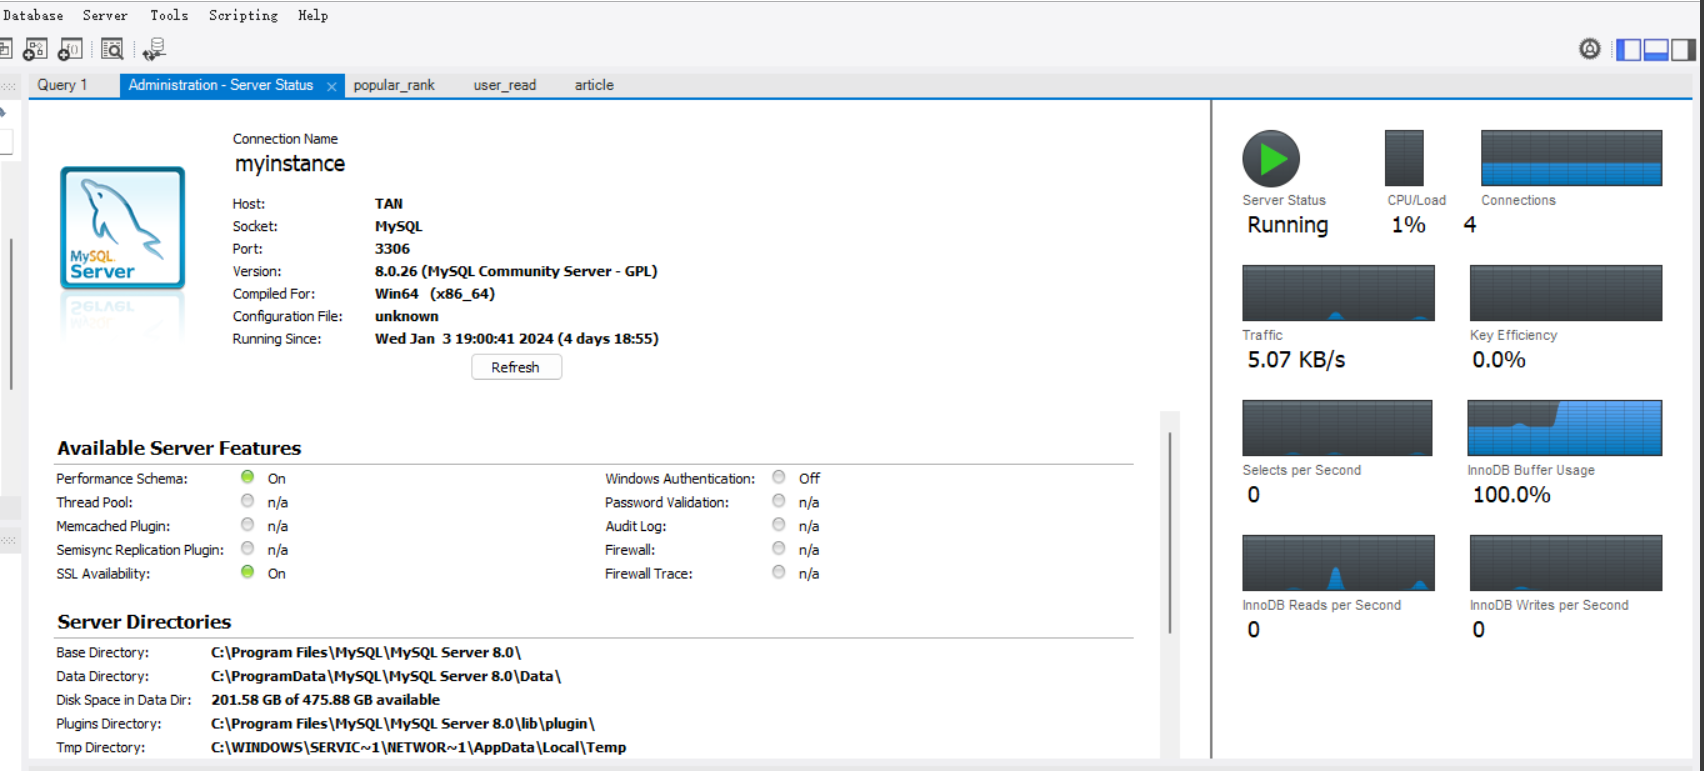 Database Server Tools Scripting Help
Query 1 Administration - Server Status × popular_rank user_read article
Connection Name
myinstance
MySQL
Server
Host: TAN
Socket: MySQL
Port: 3306
Version: 8.0.26 (MySQL Community Server - GPL)
Compiled For: Win64 (x86_64)
Configuration File: unknown
Running Since: Wed Jan 3 19:00:41 2024 (4 days 18:55)
Refresh
Available Server Features
Performance Schema: On
Thread Pool: n/a
Memcached Plugin: n/a
Semisync Replication Plugin: n/a
SSL Availability: On
Windows Authentication: Off
Password Validation: n/a
Audit Log: n/a
Firewall: n/a
Firewall Trace: n/a
Server Directories
Base Directory: C:\Program Files\MySQL\MySQL Server 8.0\
Data Directory: C:\ProgramData\MySQL\MySQL Server 8.0\Data\
Disk Space in Data Dir: 201.58 GB of 475.88 GB available
Plugins Directory: C:\Program Files\MySQL\MySQL Server 8.0\lib\plugin\
Tmp Directory: C:\WINDOWS\SERVIC~1\NETWOR~1\AppData\Local\Temp
Server Status CPU/Load Connections
Running 1% 4
Traffic Key Efficiency
5.07 KB/s 0.0%
Selects per Second InnoDB Buffer Usage
0 100.0%
InnoDB Reads per Second InnoDB Writes per Second
0 0